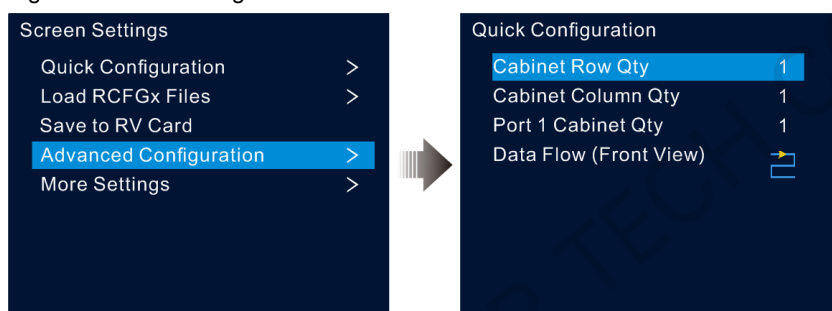 Screen Settings
Quick Configuration >
Load RCFGx Files >
Save to RV Card
Advanced Configuration >
More Settings >
Quick Configuration
Cabinet Row Qty 1
Cabinet Column Qty 1
Port 1 Cabinet Qty 1
Data Flow (Front View)